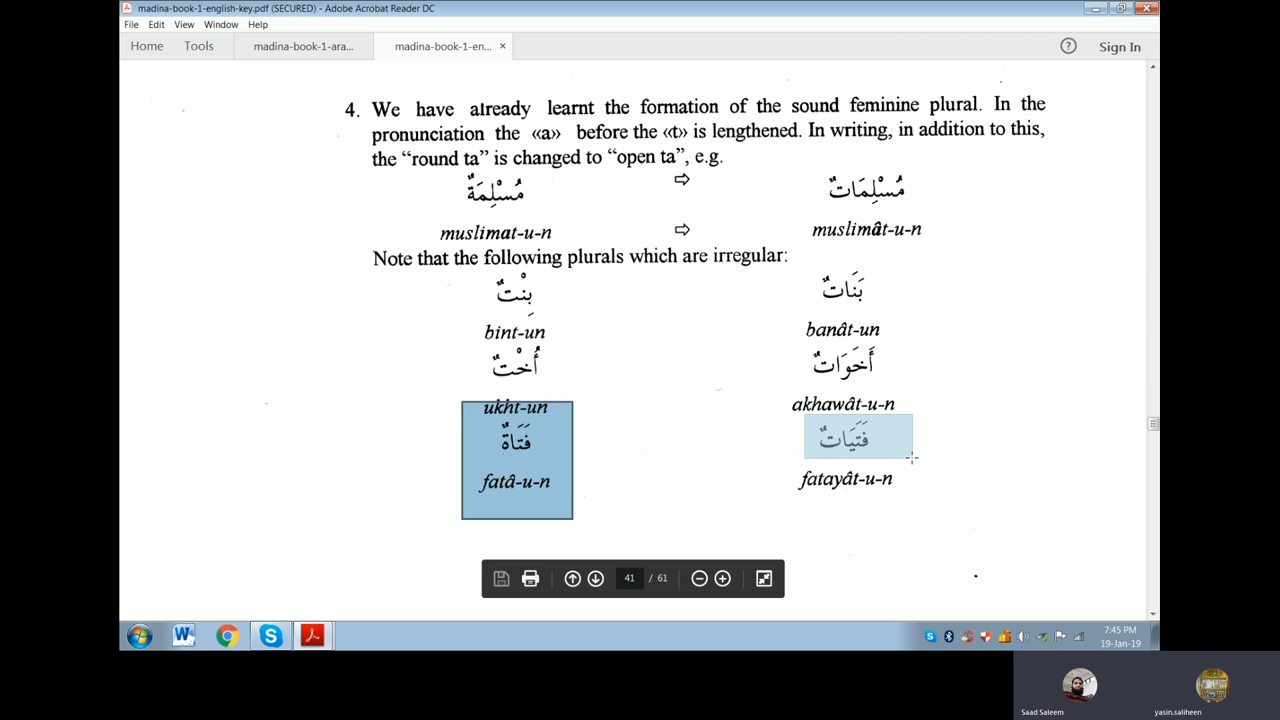 madina-book-1-english-key.pdf (SECURED) - Adobe Acrobat Reader DC
File Edit View Window Help
Home Tools madina-book-1-ara... madina-book-1-en... × ? Sign In
4. We have already learnt the formation of the sound feminine plural. In the
pronunciation the «a» before the «t» is lengthened. In writing, in addition to this,
the “round ta” is changed to “open ta”, e.g.
مُسْلِمَةٌ ⇨ مُسْلِمَاتٌ
muslimat-u-n ⇨ muslimât-u-n
Note that the following plurals which are irregular:
بِنْتٌ بَنَاتٌ
bint-un banât-un
أُخْتٌ أَخَوَاتٌ
ukht-un akhawât-u-n
فَتَاةٌ فَتَيَاتٌ
fatâ-u-n fatayât-u-n
41 / 61
7:45 PM
19-Jan-19
Saad Saleem yasin.saliheen